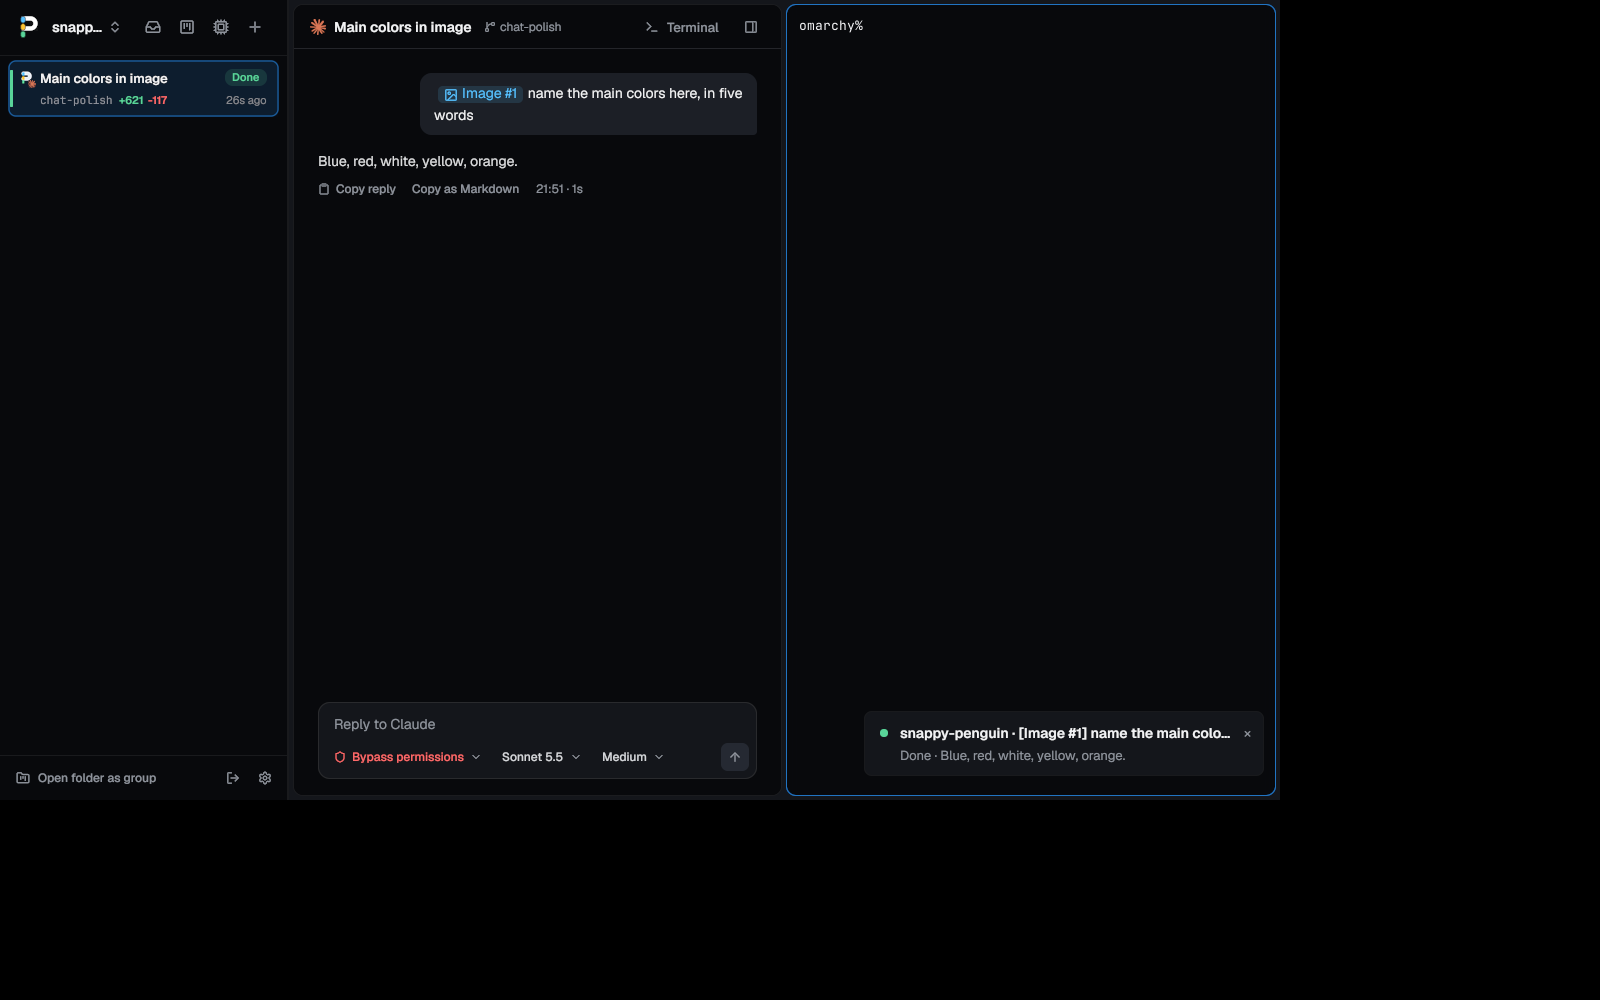 snapp...
Main colors in image
Done
chat-polish +621 -117
26s ago
Open folder as group
Main colors in image
chat-polish
Terminal
Image #1 name the main colors here, in five
words
Blue, red, white, yellow, orange.
Copy reply
Copy as Markdown
21:51 · 1s
Reply to Claude
Bypass permissions
Sonnet 5.5
Medium
omarchy%
snappy-penguin · [Image #1] name the main colo...
Done · Blue, red, white, yellow, orange.